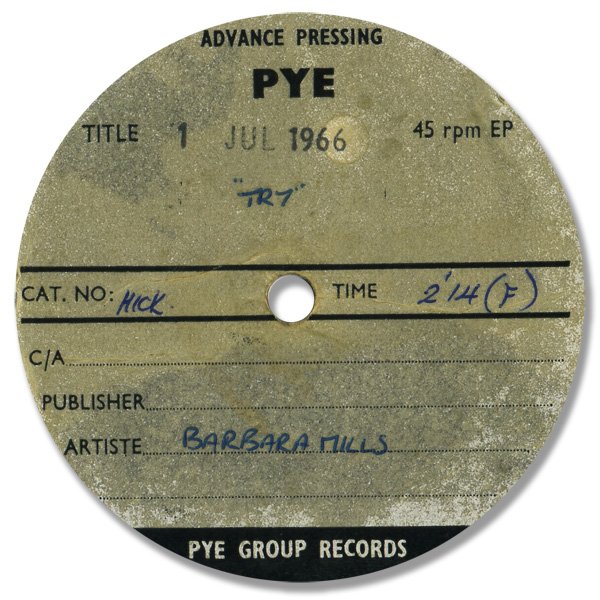 ADVANCE PRESSING
PYE
TITLE 1 JUL 1966 45 rpm EP
"TRY"
CAT. NO: MICK. TIME 2'14 (F)
C/A
PUBLISHER
ARTISTE BARBARA MILLS
PYE GROUP RECORDS